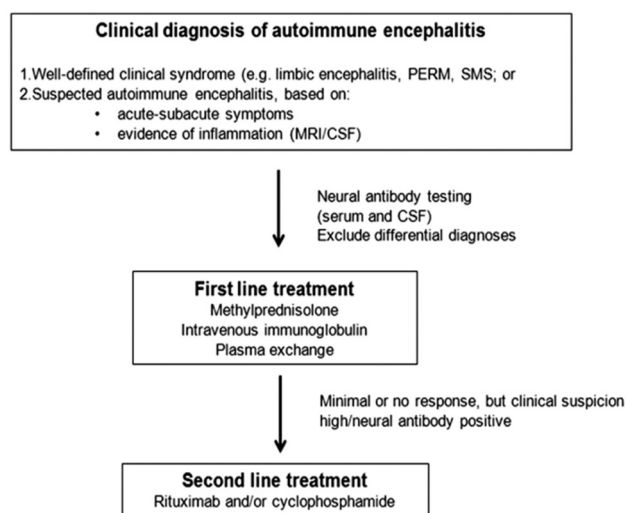 Clinical diagnosis of autoimmune encephalitis
1.Well-defined clinical syndrome (e.g. limbic encephalitis, PERM, SMS; or
2.Suspected autoimmune encephalitis, based on:
• acute-subacute symptoms
• evidence of inflammation (MRI/CSF)
Neural antibody testing
(serum and CSF)
Exclude differential diagnoses
First line treatment
Methylprednisolone
Intravenous immunoglobulin
Plasma exchange
Minimal or no response, but clinical suspicion
high/neural antibody positive
Second line treatment
Rituximab and/or cyclophosphamide